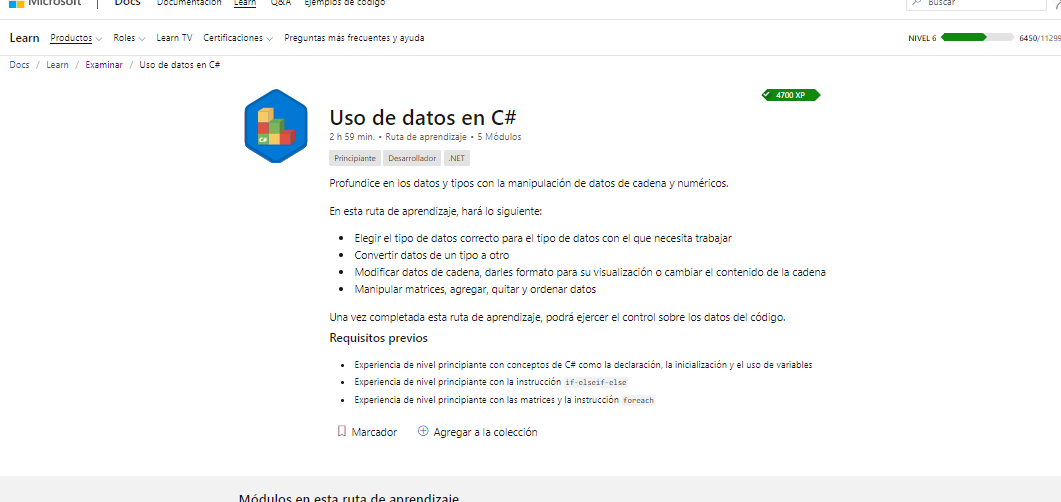 Microsoft Docs Documentación Learn Q&A Ejemplos de código Buscar
Learn Productos Roles Learn TV Certificaciones Preguntas más frecuentes y ayuda NIVEL 6 6450/11299
Docs / Learn / Examinar / Uso de datos en C#
4700 XP
C#
Uso de datos en C#
2 h 59 min. • Ruta de aprendizaje • 5 Módulos
Principiante Desarrollador .NET
Profundice en los datos y tipos con la manipulación de datos de cadena y numéricos.
En esta ruta de aprendizaje, hará lo siguiente:
• Elegir el tipo de datos correcto para el tipo de datos con el que necesita trabajar
• Convertir datos de un tipo a otro
• Modificar datos de cadena, darles formato para su visualización o cambiar el contenido de la cadena
• Manipular matrices, agregar, quitar y ordenar datos
Una vez completada esta ruta de aprendizaje, podrá ejercer el control sobre los datos del código.
Requisitos previos
• Experiencia de nivel principiante con conceptos de C# como la declaración, la inicialización y el uso de variables
• Experiencia de nivel principiante con la instrucción if-elseif-else
• Experiencia de nivel principiante con las matrices y la instrucción foreach
Marcador Agregar a la colección
Módulos en esta ruta de aprendizaje